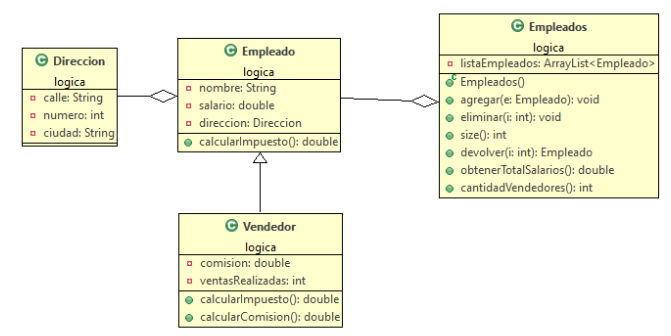 Direccion
logica
calle: String
numero: int
ciudad: String
Empleado
logica
nombre: String
salario: double
direccion: Direccion
calcularImpuesto(): double
Empleados
logica
listaEmpleados: ArrayList<Empleado>
Empleados()
agregar(e: Empleado): void
eliminar(i: int): void
size(): int
devolver(i: int): Empleado
obtenerTotalSalarios(): double
cantidadVendedores(): int
Vendedor
logica
comision: double
ventasRealizadas: int
calcularImpuesto(): double
calcularComision(): double